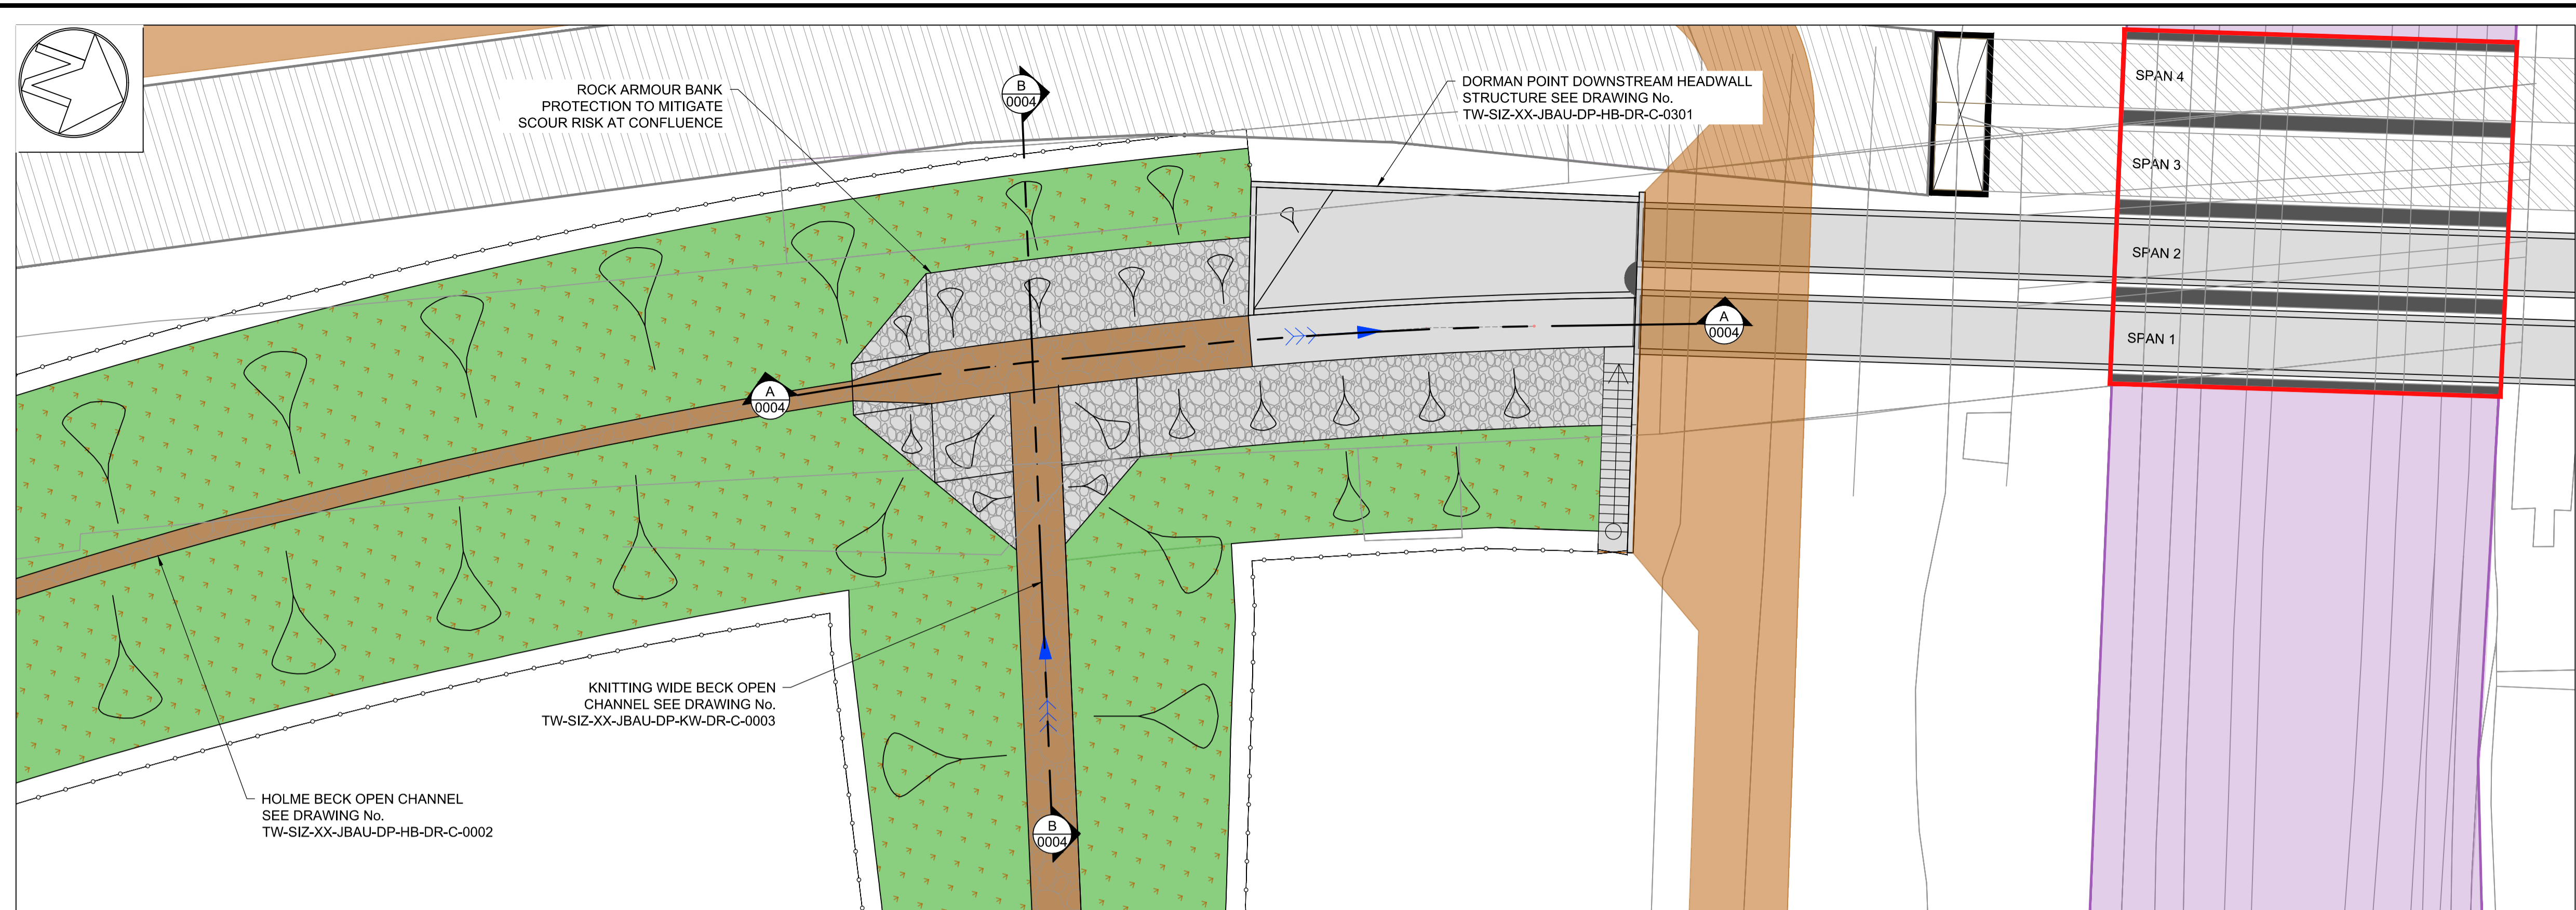 ROCK ARMOUR BANK
PROTECTION TO MITIGATE
SCOUR RISK AT CONFLUENCE
B
0004
DORMAN POINT DOWNSTREAM HEADWALL
STRUCTURE SEE DRAWING No.
TW-SIZ-XX-JBAU-DP-HB-DR-C-0301
SPAN 4
SPAN 3
SPAN 2
SPAN 1
A
0004
A
0004
KNITTING WIDE BECK OPEN
CHANNEL SEE DRAWING No.
TW-SIZ-XX-JBAU-DP-KW-DR-C-0003
HOLME BECK OPEN CHANNEL
SEE DRAWING No.
TW-SIZ-XX-JBAU-DP-HB-DR-C-0002
B
0004
N